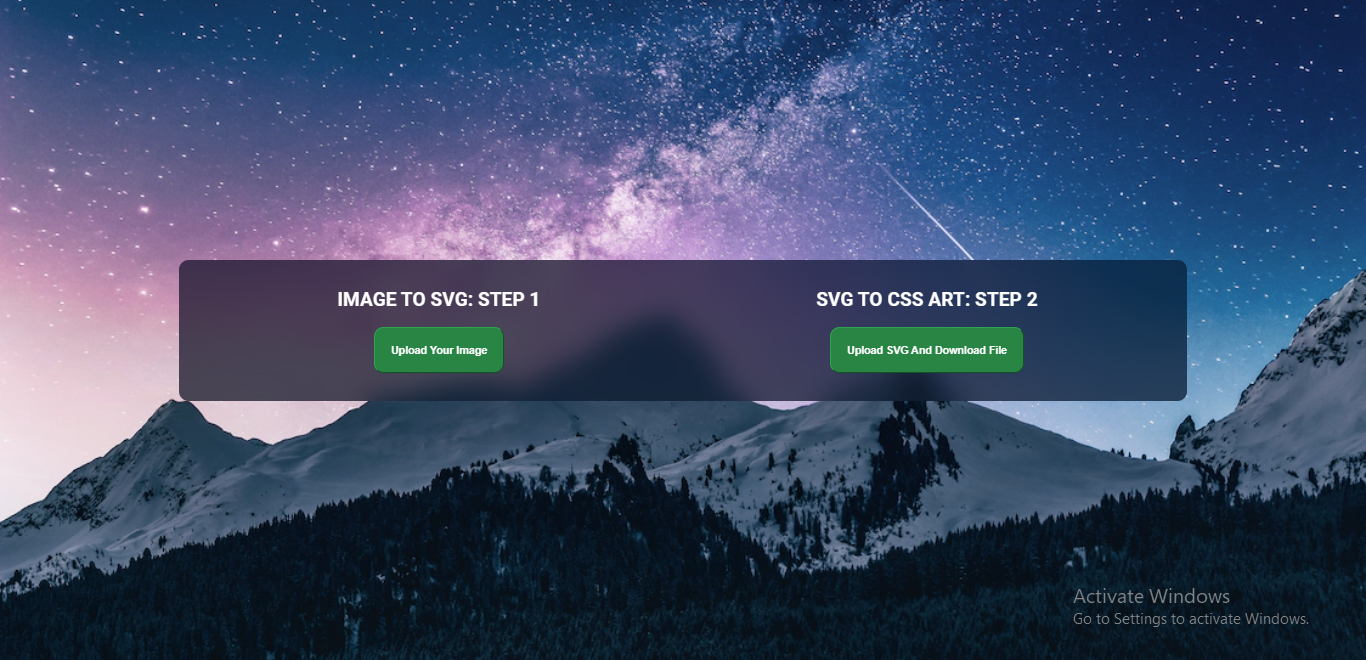 IMAGE TO SVG: STEP 1
Upload Your Image
SVG TO CSS ART: STEP 2
Upload SVG And Download File
Activate Windows
Go to Settings to activate Windows.